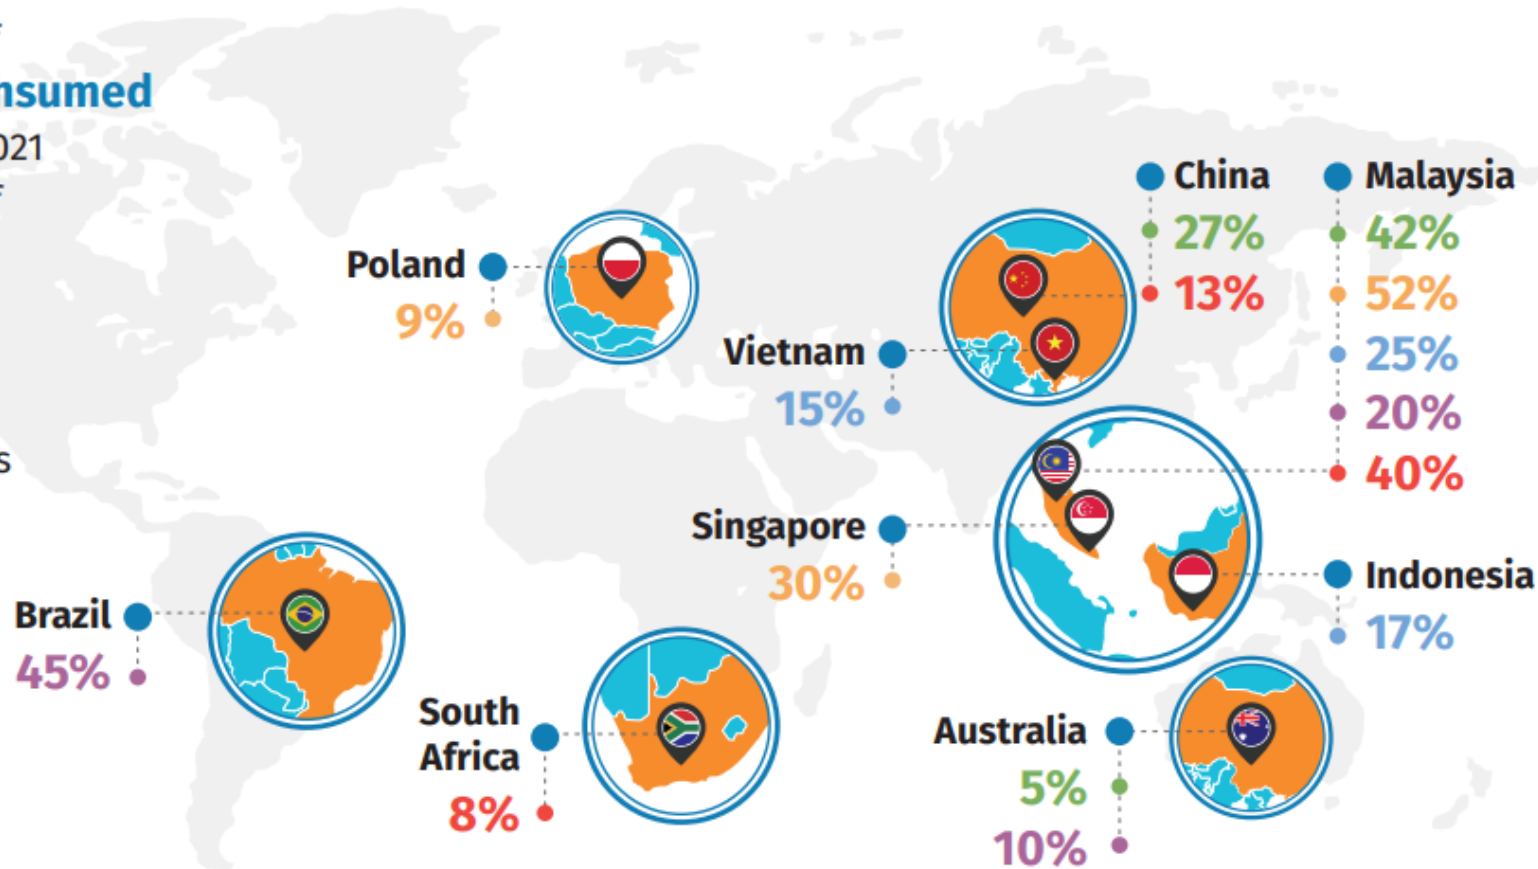 nsumed
021
s
China
27%
13%
Malaysia
42%
52%
25%
20%
40%
Poland
9%
Vietnam
15%
Singapore
30%
Indonesia
17%
Brazil
45%
South
Africa
8%
Australia
5%
10%